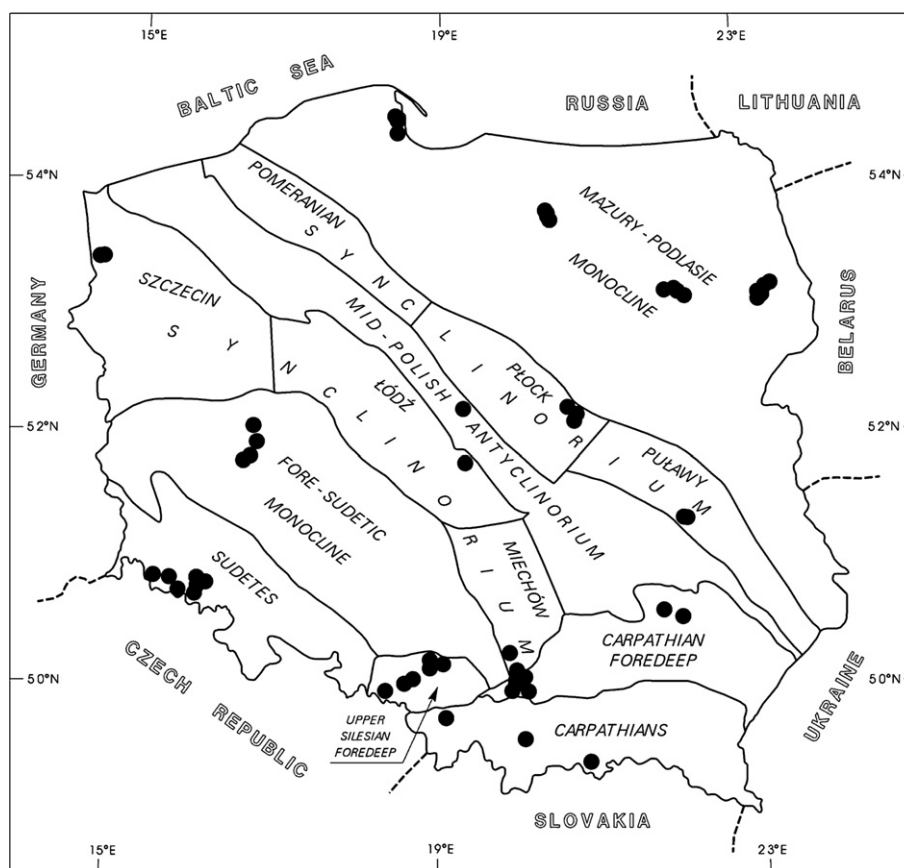 15°E 19°E 23°E
BALTIC SEA
RUSSIA
LITHUANIA
54°N 54°N
POMERANIAN
SYNCLINORIUM
MAZURY-PODLASIE
MONOCLINE
GERMANY
SZCZECIN
SYNCLINORIUM
MID-POLISH ANTYCLINORIUM
BELARUS
ŁÓDŹ
PŁOCK
52°N 52°N
PUŁAWY
FORE-SUDETIC
MONOCLINE
MIECHÓW
SUDETES
CARPATHIAN
FOREDEEP
50°N 50°N
CZECH
REPUBLIC
UPPER
SILESIAN
FOREDEEP
CARPATHIANS
UKRAINE
SLOVAKIA
15°E 19°E 23°E